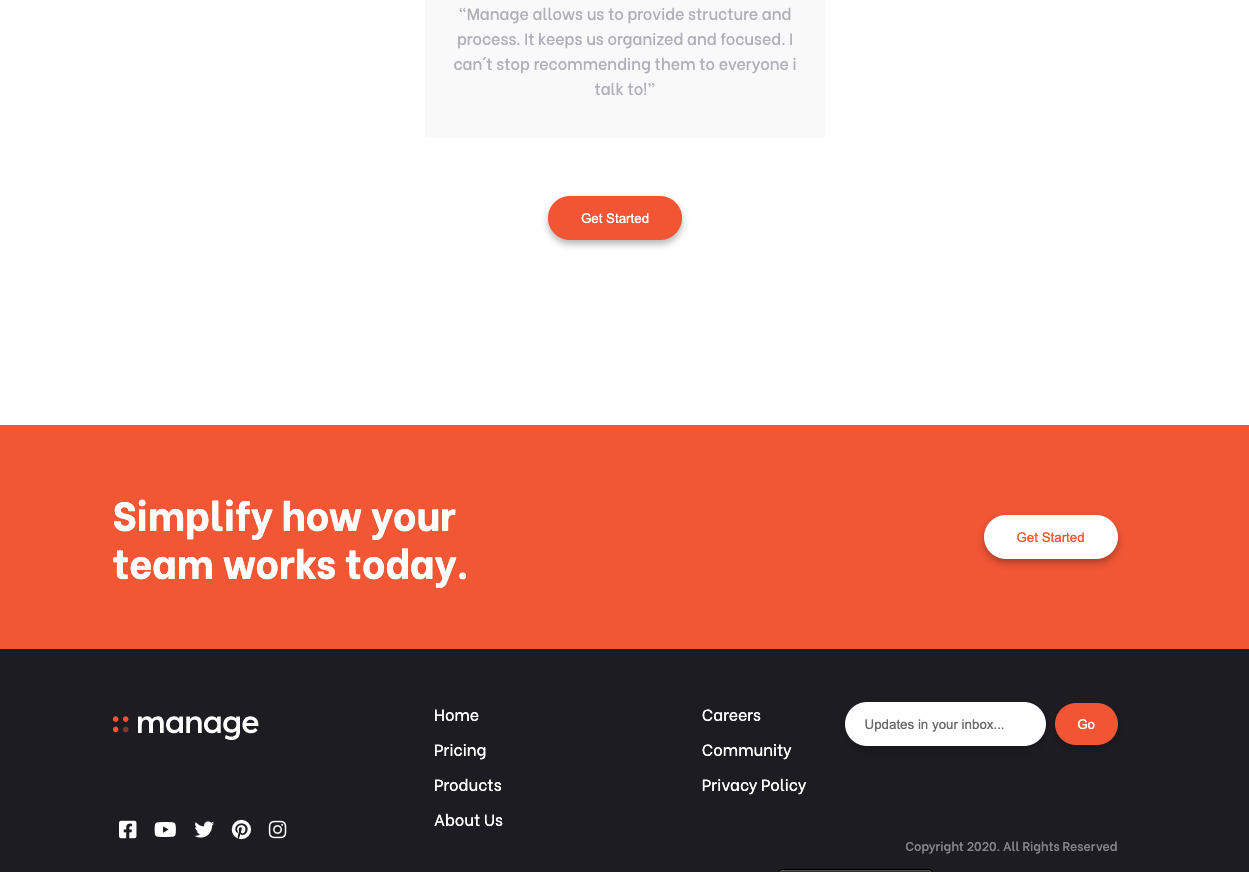 “Manage allows us to provide structure and
process. It keeps us organized and focused. I
can´t stop recommending them to everyone i
talk to!”
Get Started
Simplify how your
team works today.
Get Started
manage
Home
Pricing
Products
About Us
Careers
Community
Privacy Policy
Updates in your inbox...
Go
Copyright 2020. All Rights Reserved